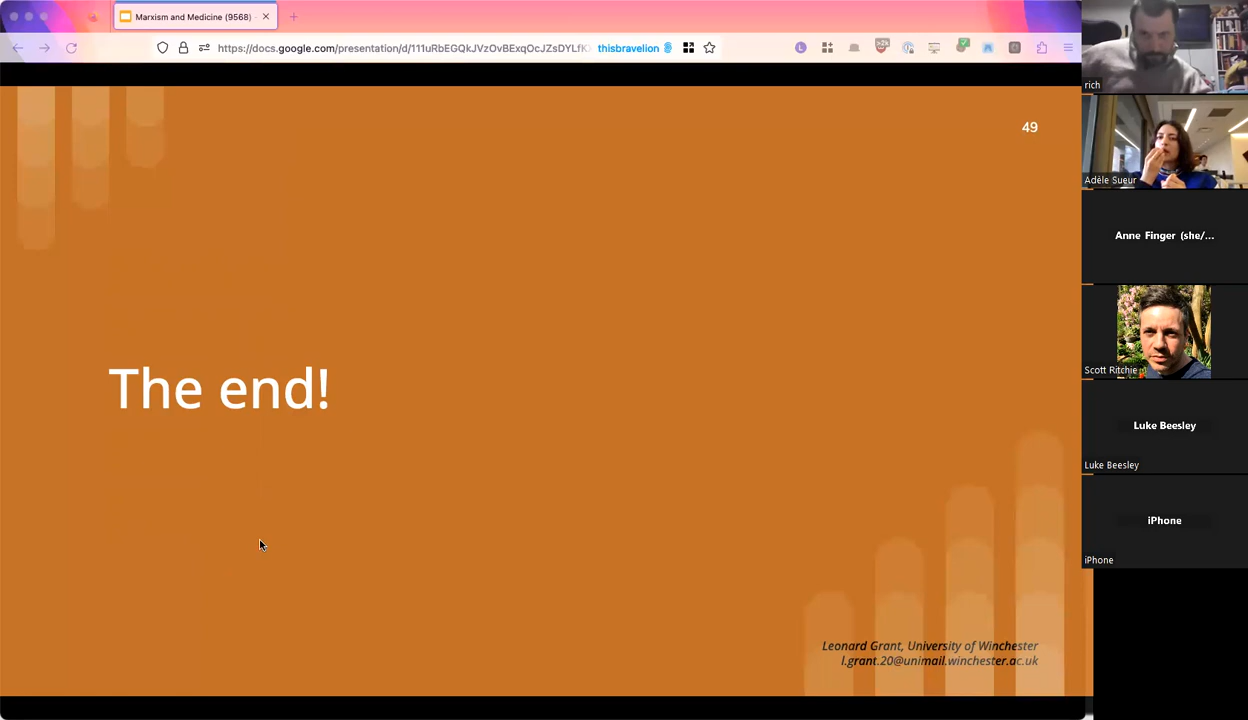 Marxism and Medicine (9568)
https://docs.google.com/presentation/d/111uRbEGQkJVzOvBExqOcJZsDYLfK
thisbravelion
49
The end!
Leonard Grant, University of Winchester
l.grant.20@unimail.winchester.ac.uk
rich
Adèle Sueur
Anne Finger (she/...
Scott Ritchie
Luke Beesley
Luke Beesley
iPhone
iPhone